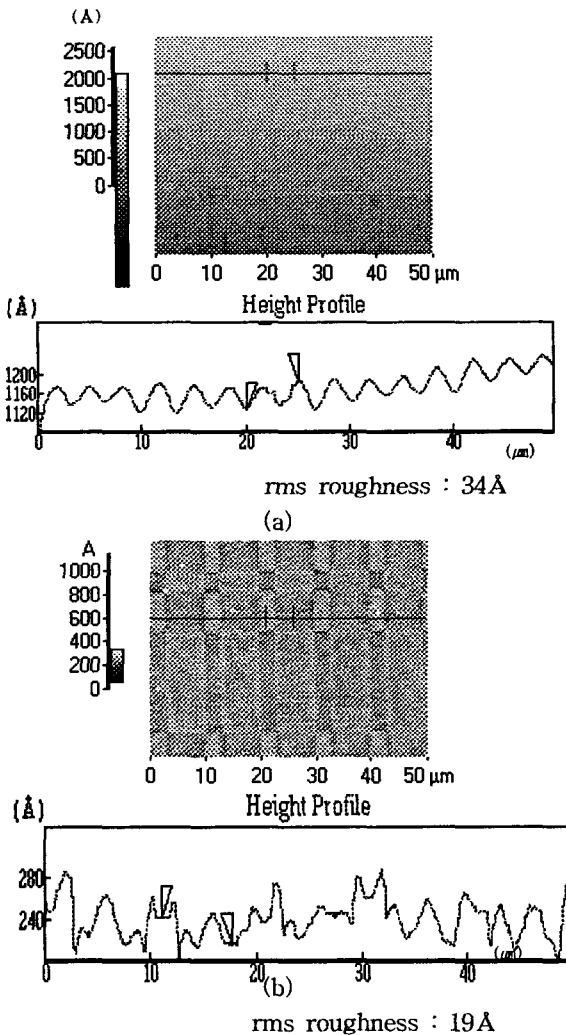 (Å)
2500
2000
1500
1000
500
0
0 10 20 30 40 50 μm
Height Profile
(Å)
1200
1160
1120
0 10 20 30 40
(μm)
rms roughness : 34Å
(a)
A
1000
800
600
400
200
0
0 10 20 30 40 50 μm
Height Profile
(Å)
280
240
0 10 20 30 40
(μm)
(b)
rms roughness : 19Å